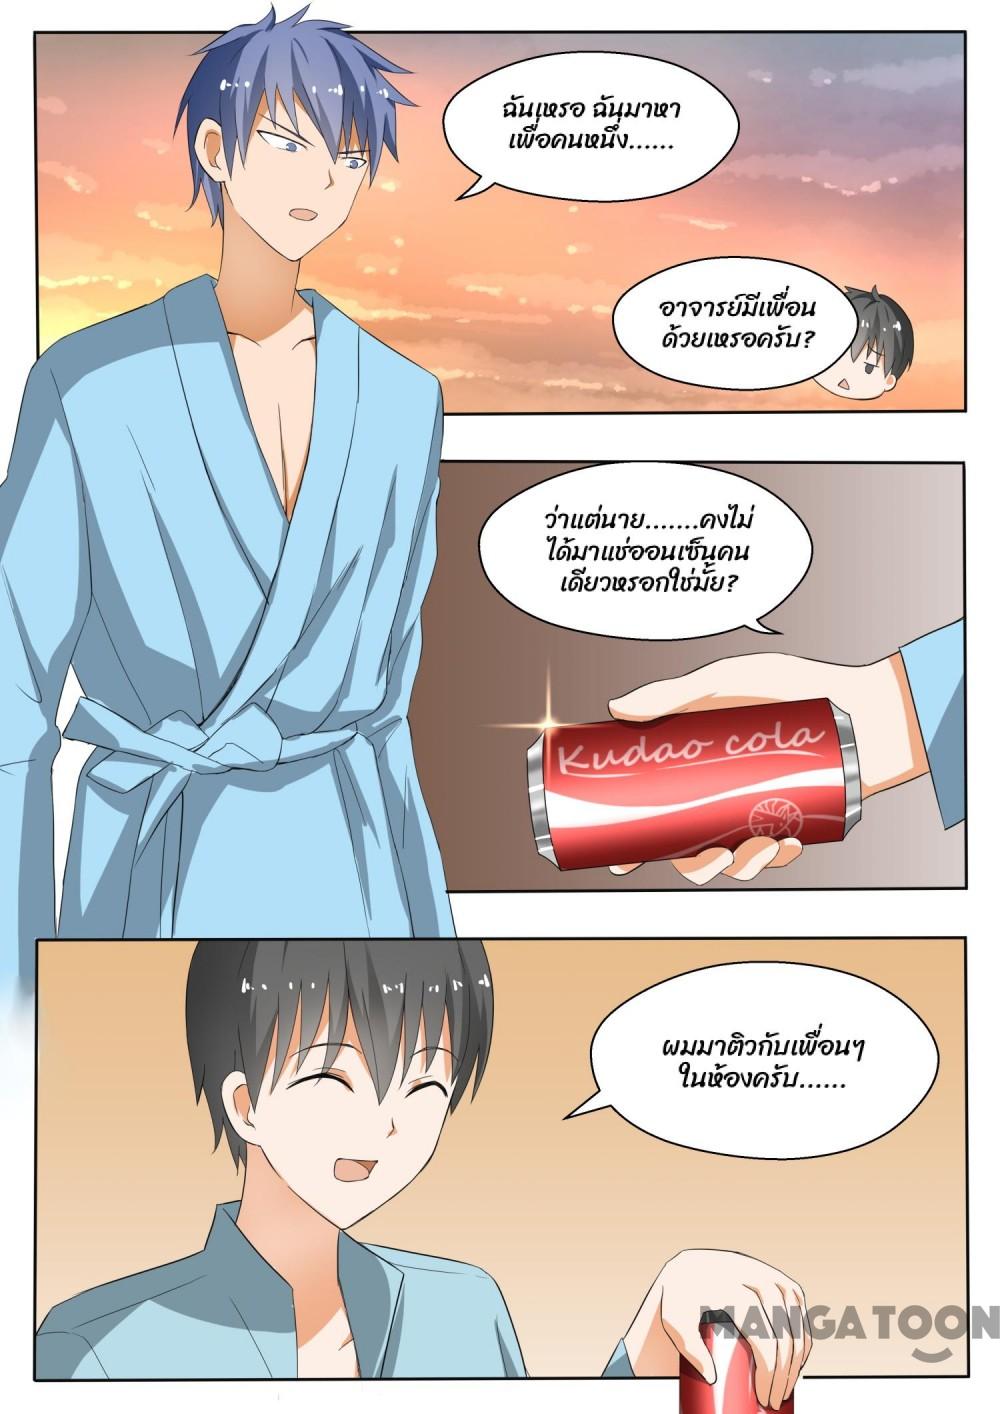 ฉันเหรอ ฉันมาหา
เพื่อคนหนึ่ง......
อาจารย์มีเพื่อน
ด้วยเหรอครับ?
ว่าแต่นาย.......คงไม่
ได้มาแช่ออนเซ็นคน
เดียวหรอกใช่มั้ย?
Kudao cola
ผมมาติวกับเพื่อนๆ
ในห้องครับ......
MANGATOON